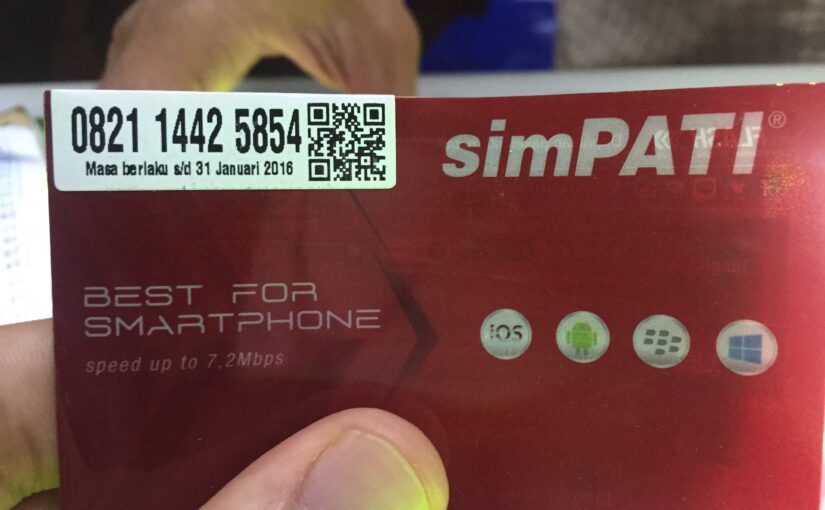 0821 1442 5854
Masa berlaku s/d 31 Januari 2016
simPATI®
BEST FOR
SMARTPHONE
speed up to 7,2Mbps
iOS